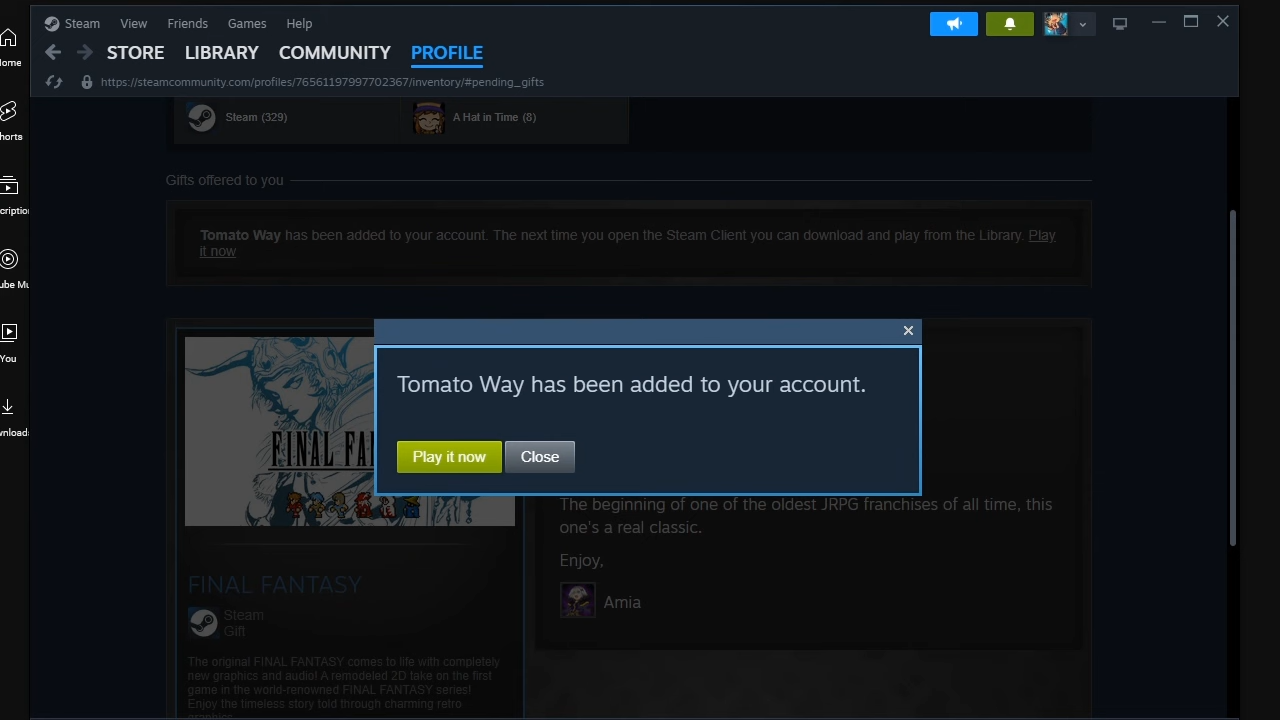 Steam View Friends Games Help
STORE LIBRARY COMMUNITY PROFILE
https://steamcommunity.com/profiles/76561197997702367/inventory/#pending_gifts
Steam (329) A Hat in Time (8)
Gifts offered to you
Tomato Way has been added to your account. The next time you open the Steam Client you can download and play from the Library. Play
it now
Tomato Way has been added to your account.
Play it now Close
FINAL
The beginning of one of the oldest JRPG franchises of all time, this
one's a real classic.
Enjoy,
Amia
FINAL FANTASY
Steam
Gift
The original FINAL FANTASY comes to life with completely
new graphics and audio! A remodeled 2D take on the first
game in the world-renowned FINAL FANTASY series!
Enjoy the timeless story told through charming retro
graphics
You